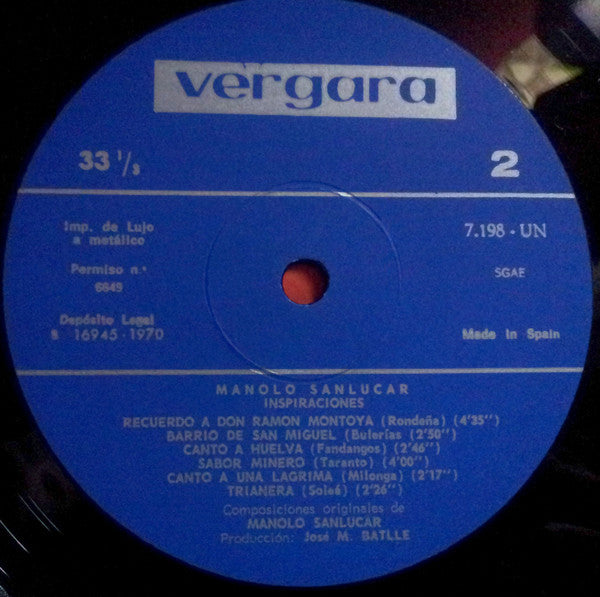 vergara
33 1/3
2
Imp. de Lujo
a metálico
7.198 - UN
Permiso n.º
6649
SGAE
Depósito Legal
B 16945 - 1970
Made In Spain
MANOLO SANLUCAR
INSPIRACIONES
RECUERDO A DON RAMON MONTOYA (Rondeña) (4'35'')
BARRIO DE SAN MIGUEL (Bulerías) (2'50'')
CANTO A HUELVA (Fandangos) (2'46'')
SABOR MINERO (Taranto) (4'00'')
CANTO A UNA LAGRIMA (Milonga) (2'17'')
TRIANERA (Soleá) (2'26'')
Composiciones originales de
MANOLO SANLUCAR
Producción: José M. BATLLE